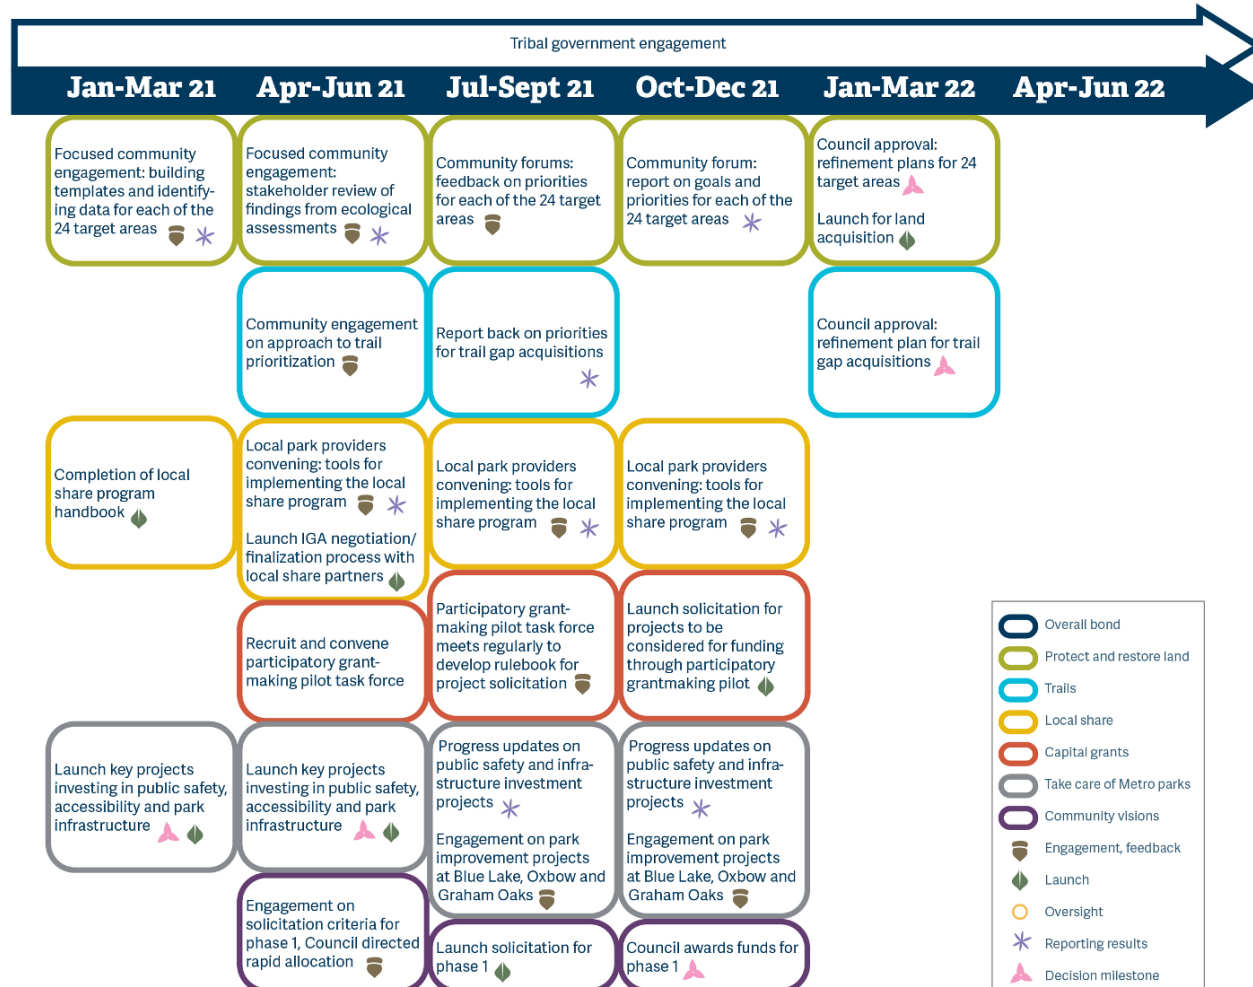 Tribal government engagement
Jan-Mar 21
Apr-Jun 21
Jul-Sept 21
Oct-Dec 21
Jan-Mar 22
Apr-Jun 22
Focused community
engagement: building
templates and identify-
ing data for each of the
24 target areas
Focused community
engagement:
stakeholder review of
findings from ecological
assessments
Community forums:
feedback on priorities
for each of the 24 target
areas
Community forum:
report on goals and
priorities for each of the
24 target areas
Council approval:
refinement plans for 24
target areas
Launch for land
acquisition
Community engagement
on approach to trail
prioritization
Report back on priorities
for trail gap acquisitions
Council approval:
refinement plan for trail
gap acquisitions
Completion of local
share program
handbook
Local park providers
convening: tools for
implementing the local
share program
Launch IGA negotiation/
finalization process with
local share partners
Local park providers
convening: tools for
implementing the local
share program
Local park providers
convening: tools for
implementing the local
share program
Recruit and convene
participatory grant-
making pilot task force
Participatory grant-
making pilot task force
meets regularly to
develop rulebook for
project solicitation
Launch solicitation for
projects to be
considered for funding
through participatory
grantmaking pilot
Launch key projects
investing in public safety,
accessibility and park
infrastructure
Launch key projects
investing in public safety,
accessibility and park
infrastructure
Progress updates on
public safety and infra-
structure investment
projects
Engagement on park
improvement projects
at Blue Lake, Oxbow and
Graham Oaks
Progress updates on
public safety and infra-
structure investment
projects
Engagement on park
improvement projects
at Blue Lake, Oxbow and
Graham Oaks
Engagement on
solicitation criteria for
phase 1, Council directed
rapid allocation
Launch solicitation for
phase 1
Council awards funds for
phase 1
Overall bond
Protect and restore land
Trails
Local share
Capital grants
Take care of Metro parks
Community visions
Engagement, feedback
Launch
Oversight
Reporting results
Decision milestone